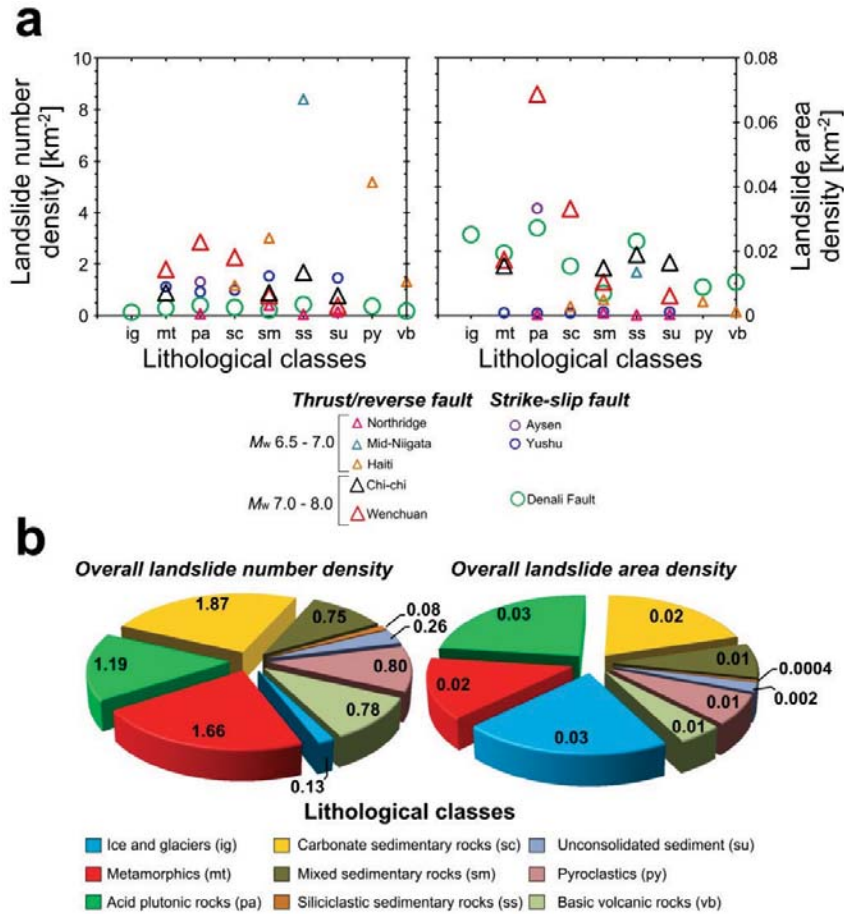 a
Landslide number
density [km-2]
10
8
6
4
2
0
ig mt pa sc sm ss su py vb
Lithological classes
0.08
0.06
0.04
0.02
0
Landslide area
density [km-2]
ig mt pa sc sm ss su py vb
Lithological classes
Thrust/reverse fault Strike-slip fault
Mw 6.5 - 7.0
Northridge
Mid-Niigata
Haiti
Aysen
Yushu
Mw 7.0 - 8.0
Chi-chi
Wenchuan
Denali Fault
b
Overall landslide number density
1.87
0.75
0.08
0.26
0.80
0.78
0.13
1.66
1.19
Overall landslide area density
0.03
0.02
0.01
0.0004
0.002
0.01
0.01
0.03
0.02
Lithological classes
Ice and glaciers (ig) Carbonate sedimentary rocks (sc) Unconsolidated sediment (su)
Metamorphics (mt) Mixed sedimentary rocks (sm) Pyroclastics (py)
Acid plutonic rocks (pa) Siliciclastic sedimentary rocks (ss) Basic volcanic rocks (vb)